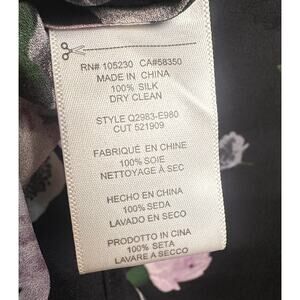 RN# 105230 CA#58350
MADE IN CHINA
100% SILK
DRY CLEAN
STYLE Q2983-E980
CUT 521909
FABRIQUÉ EN CHINE
100% SOIE
NETTOYAGE À SEC
HECHO EN CHINA
100% SEDA
LAVADO EN SECO
PRODOTTO IN CINA
100% SETA
LAVARE A SECCO